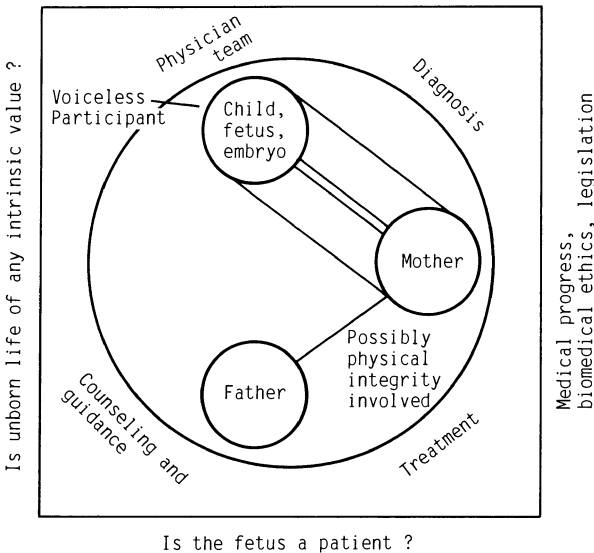 Physician
team
Diagnosis
Voiceless
Participant
Child,
fetus,
embryo
Mother
Father
Possibly
physical
integrity
involved
Counseling and
guidance
Treatment
Is unborn life of any intrinsic value ?
Medical progress,
biomedical ethics, legislation
Is the fetus a patient ?